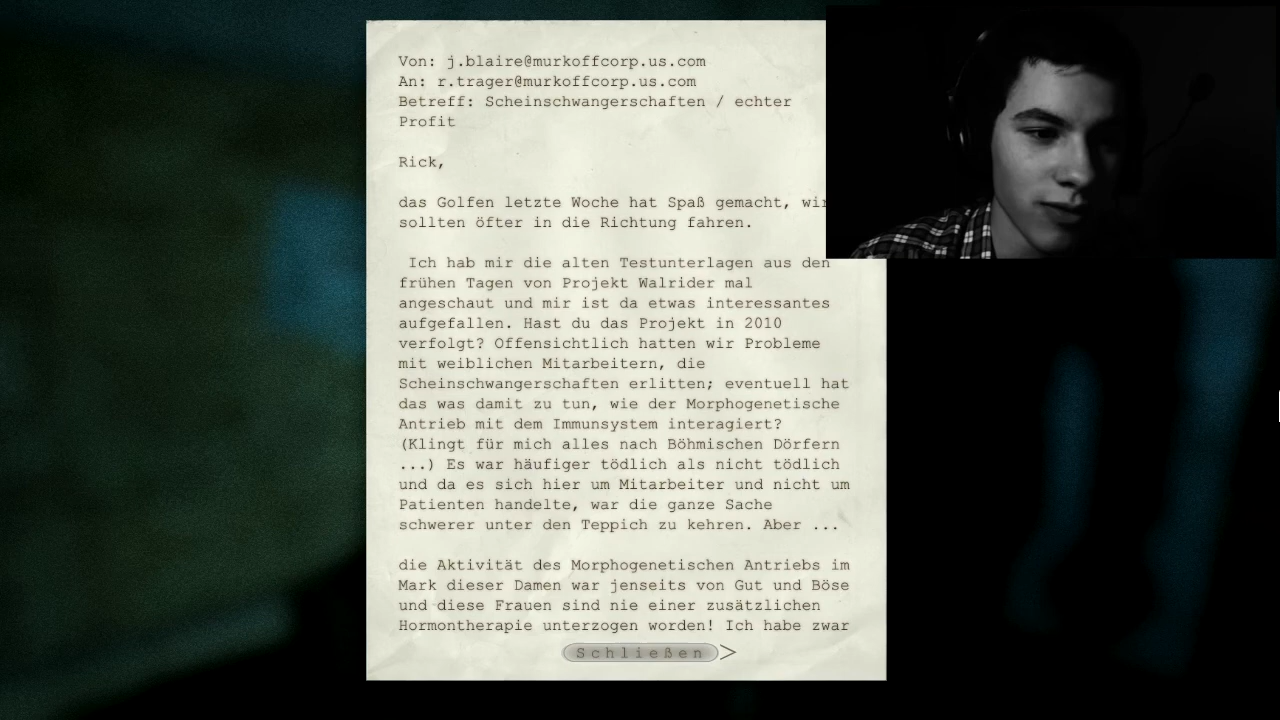 Von: j.blaire@murkoffcorp.us.com
An: r.trager@murkoffcorp.us.com
Betreff: Scheinschwangerschaften / echter
Profit
Rick,
das Golfen letzte Woche hat Spaß gemacht, wir
sollten öfter in die Richtung fahren.
Ich hab mir die alten Testunterlagen aus den
frühen Tagen von Projekt Walrider mal
angeschaut und mir ist da etwas interessantes
aufgefallen. Hast du das Projekt in 2010
verfolgt? Offensichtlich hatten wir Probleme
mit weiblichen Mitarbeitern, die
Scheinschwangerschaften erlitten; eventuell hat
das was damit zu tun, wie der Morphogenetische
Antrieb mit dem Immunsystem interagiert?
(Klingt für mich alles nach Böhmischen Dörfern
...) Es war häufiger tödlich als nicht tödlich
und da es sich hier um Mitarbeiter und nicht um
Patienten handelte, war die ganze Sache
schwerer unter den Teppich zu kehren. Aber ...
die Aktivität des Morphogenetischen Antriebs im
Mark dieser Damen war jenseits von Gut und Böse
und diese Frauen sind nie einer zusätzlichen
Hormontherapie unterzogen worden! Ich habe zwar
Schließen >